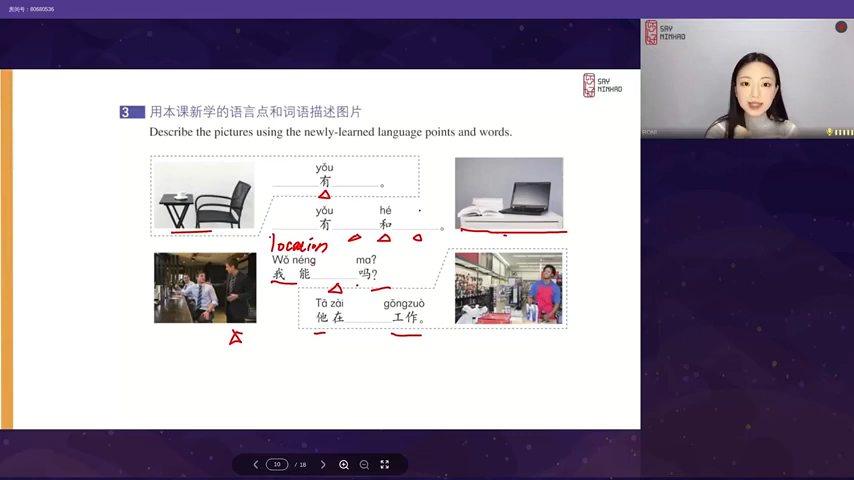 房间号：80680536
SAY
NINHAO
SAY
NINHAO
3 用本课新学的语言点和词语描述图片
Describe the pictures using the newly-learned language points and words.
yǒu
有 。
yǒu hé
有 和 。
location
Wǒ néng ma?
我 能 吗?
Tā zài gōngzuò
他 在 工作。
10 / 18